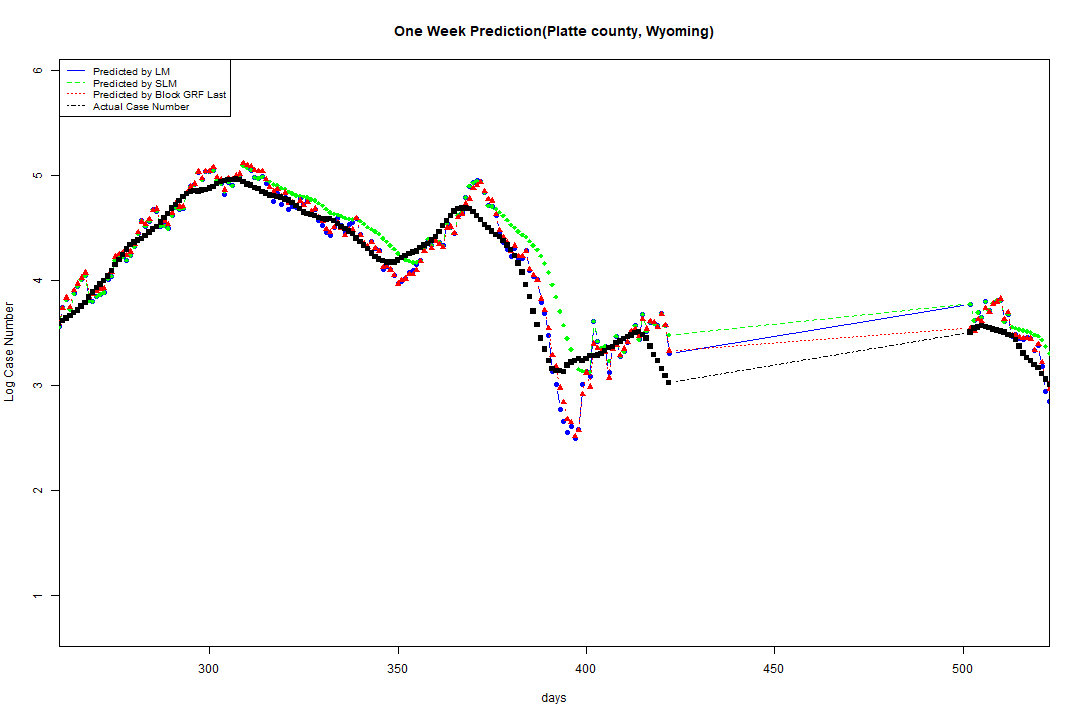 One Week Prediction(Platte county, Wyoming)
Predicted by LM
Predicted by SLM
Predicted by Block GRF Last
Actual Case Number
6
5
4
3
2
1
Log Case Number
300 350 400 450 500
days